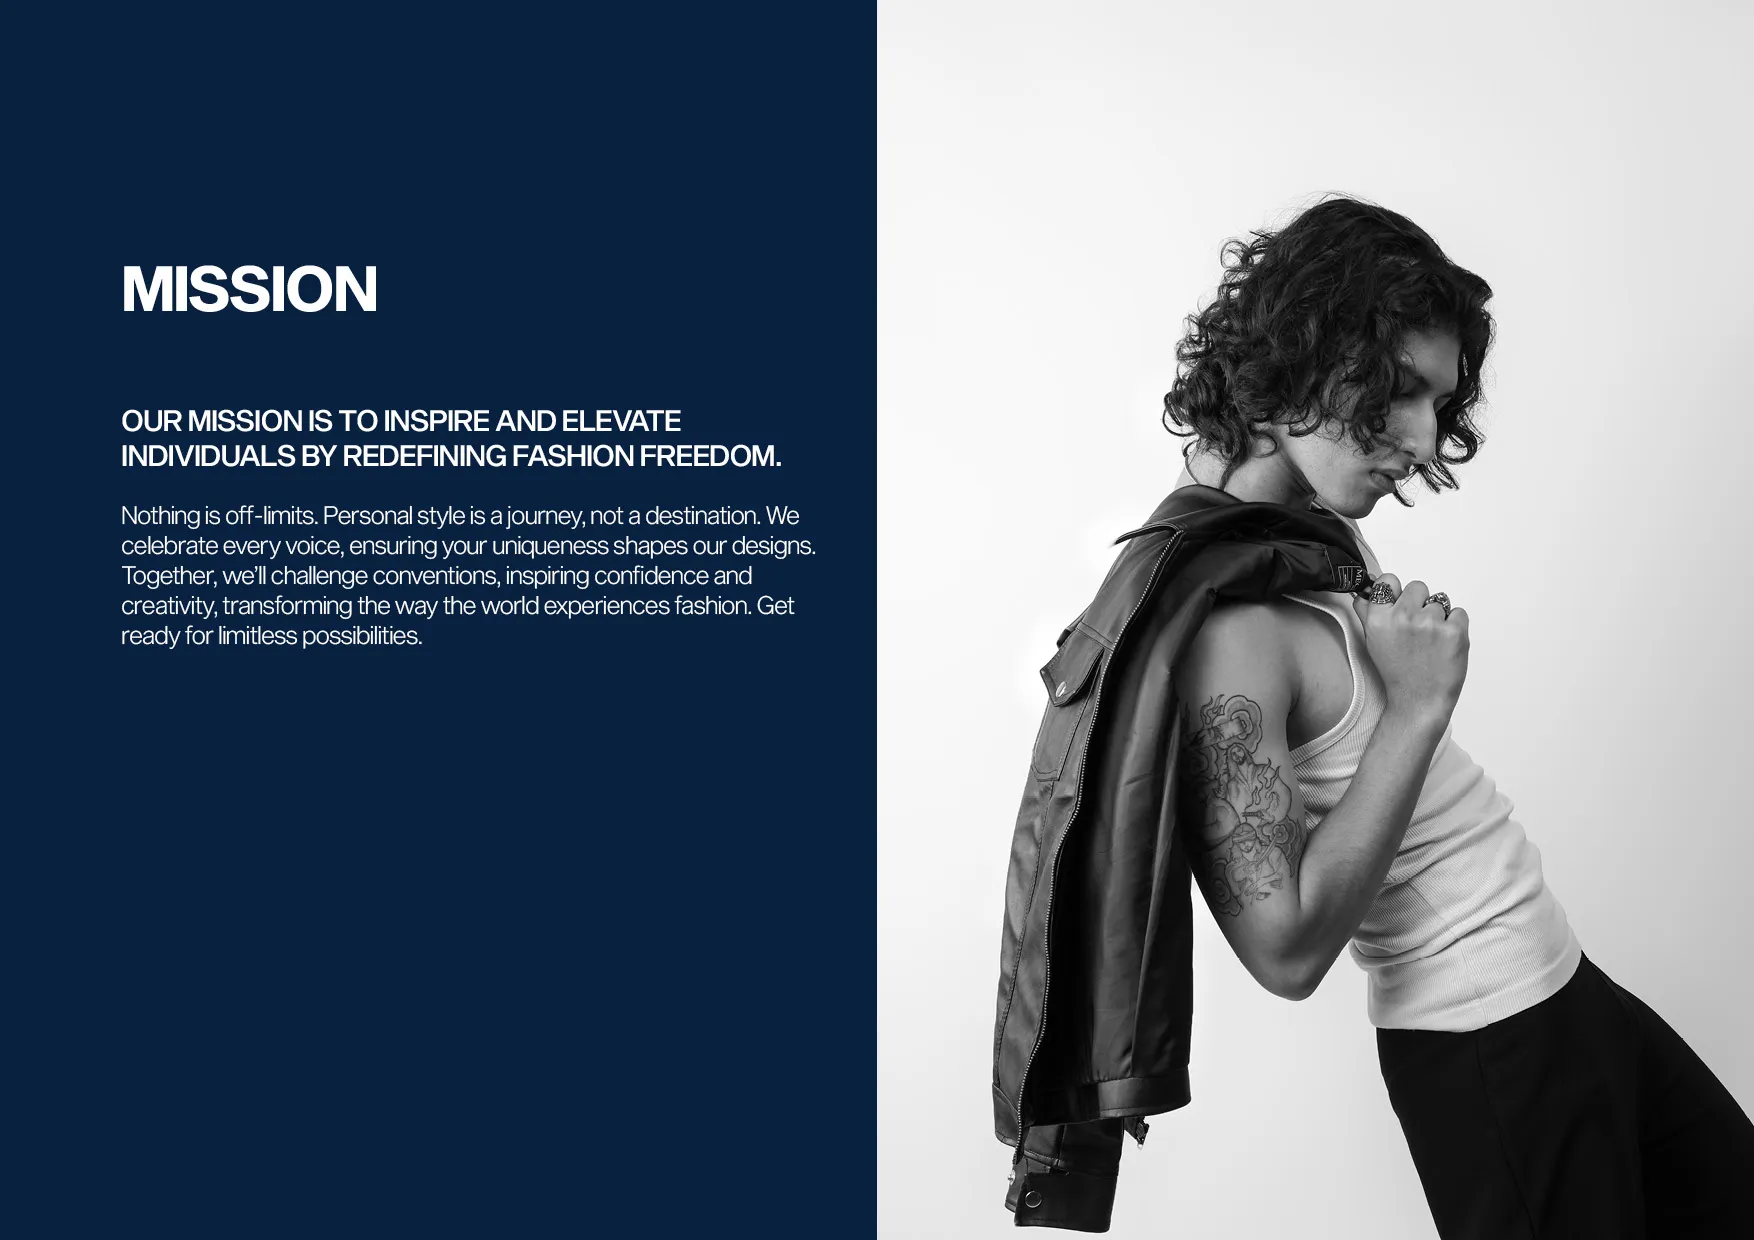 MISSION
OUR MISSION IS TO INSPIRE AND ELEVATE
INDIVIDUALS BY REDEFINING FASHION FREEDOM.
Nothing is off-limits. Personal style is a journey, not a destination. We
celebrate every voice, ensuring your uniqueness shapes our designs.
Together, we’ll challenge conventions, inspiring confidence and
creativity, transforming the way the world experiences fashion. Get
ready for limitless possibilities.